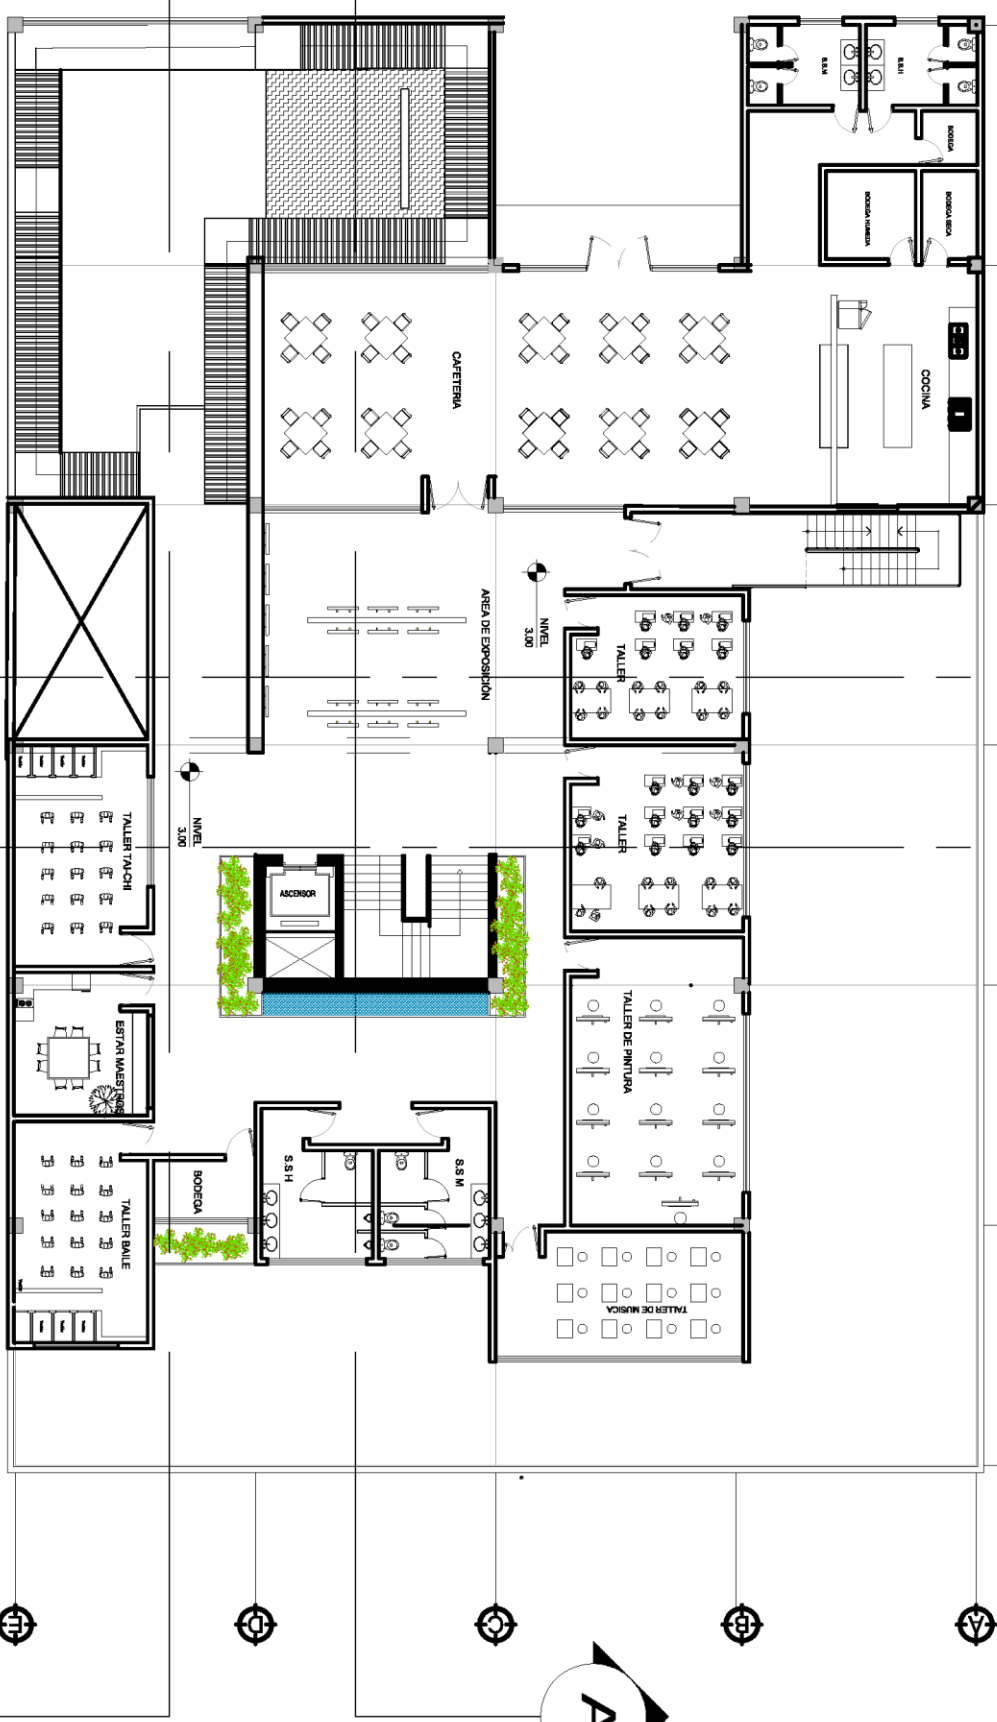 S.S.M
S.S.H
BODEGA
BODEGA HUMEDA
BODEGA SECA
CAFETERIA
COCINA
AREA DE EXPOSICIÓN
NIVEL
3.00
TALLER
NIVEL
3.00
TALLER
TALLER TAI-CHI
ASCENSOR
TALLER DE PINTURA
ESTAR MAESTROS
S.S H
S.S M
BODEGA
TALLER BAILE
TALLER DE MUSICA
E
D
C
B
A
A